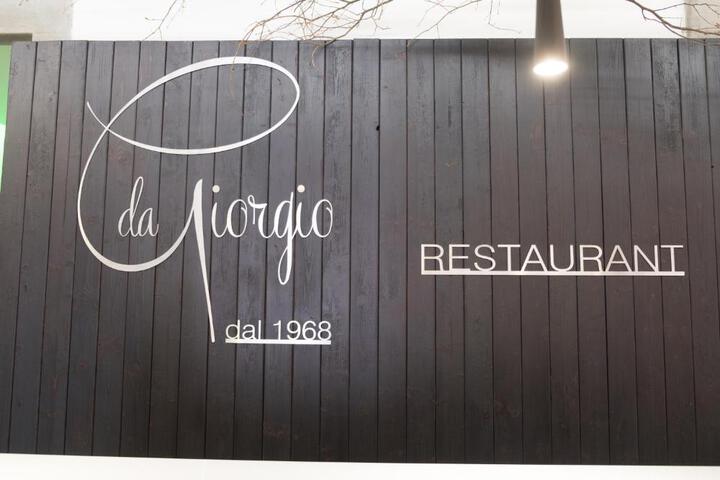 da Giorgio
dal 1968
RESTAURANT